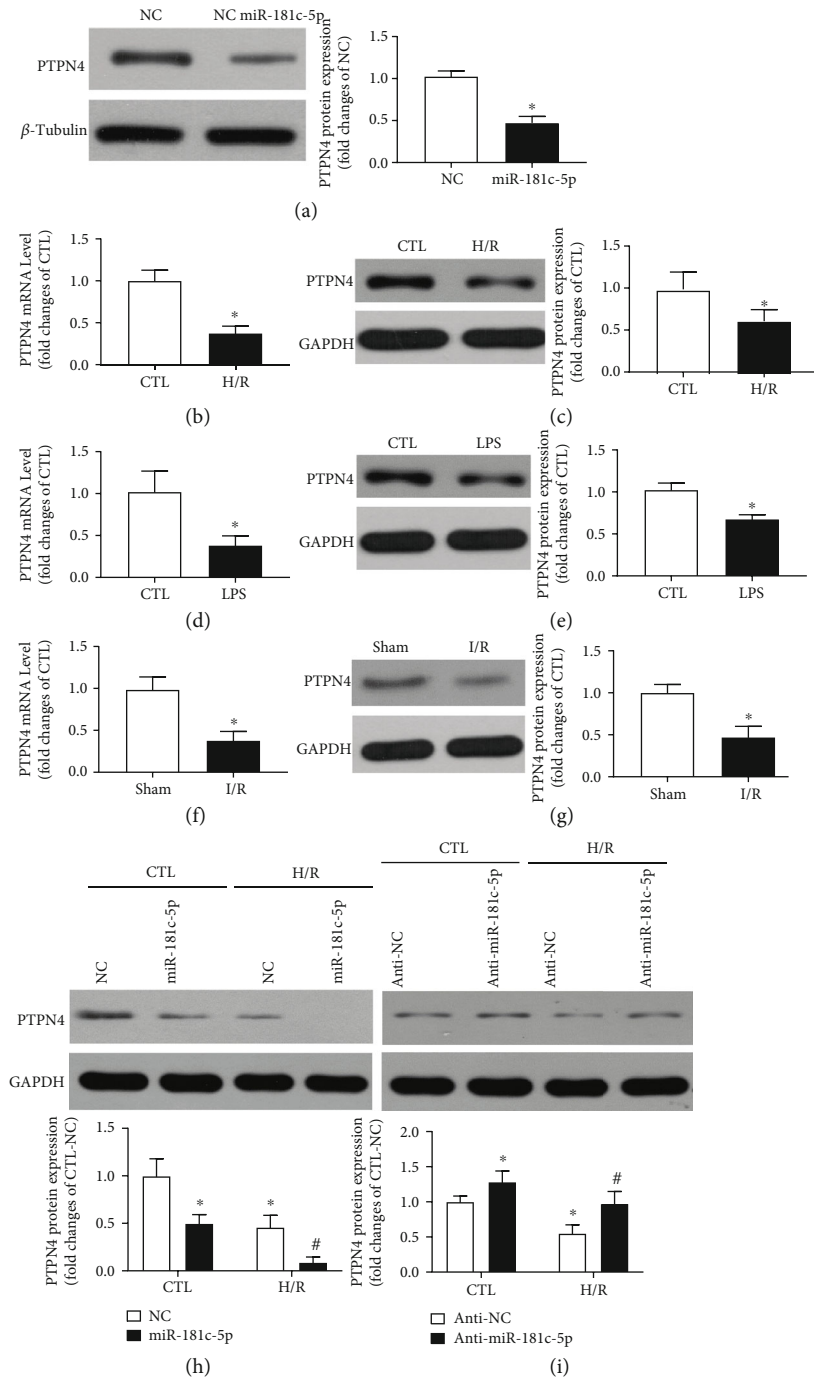 NC NC miR-181c-5p
PTPN4
β-Tubulin
PTPN4 protein expression
(fold changes of NC)
1.5
1.0
0.5
0.0
*
NC miR-181c-5p
(a)
PTPN4 mRNA Level
(fold changes of CTL)
1.5
1.0
0.5
0.0
*
CTL H/R
(b)
CTL H/R
PTPN4
GAPDH
PTPN4 protein expression
(fold changes of CTL)
1.5
1.0
0.5
0.0
*
CTL H/R
(c)
PTPN4 mRNA Level
(fold changes of CTL)
1.5
1.0
0.5
0.0
*
CTL LPS
(d)
CTL LPS
PTPN4
GAPDH
PTPN4 protein expression
(fold changes of CTL)
1.5
1.0
0.5
0.0
*
CTL LPS
(e)
PTPN4 mRNA Level
(fold changes of CTL)
1.5
1.0
0.5
0.0
*
Sham I/R
(f)
Sham I/R
PTPN4
GAPDH
PTPN4 protein expression
(fold changes of CTL)
1.5
1.0
0.5
0.0
*
Sham I/R
(g)
CTL H/R
NC
miR-181c-5p
NC
miR-181c-5p
PTPN4
GAPDH
PTPN4 protein expression
(fold changes of CTL-NC)
1.5
1.0
0.5
0.0
*
*
#
CTL H/R
NC
miR-181c-5p
(h)
CTL H/R
Anti-NC
Anti-miR-181c-5p
Anti-NC
Anti-miR-181c-5p
PTPN4 protein expression
(fold changes of CTL-NC)
2.0
1.5
1.0
0.5
0.0
*
*
#
CTL H/R
Anti-NC
Anti-miR-181c-5p
(i)